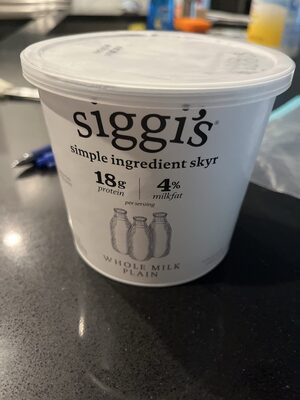 siggi's®
simple ingredient skyr
18g 4%
protein milkfat
per serving
WHOLE MILK
PLAIN